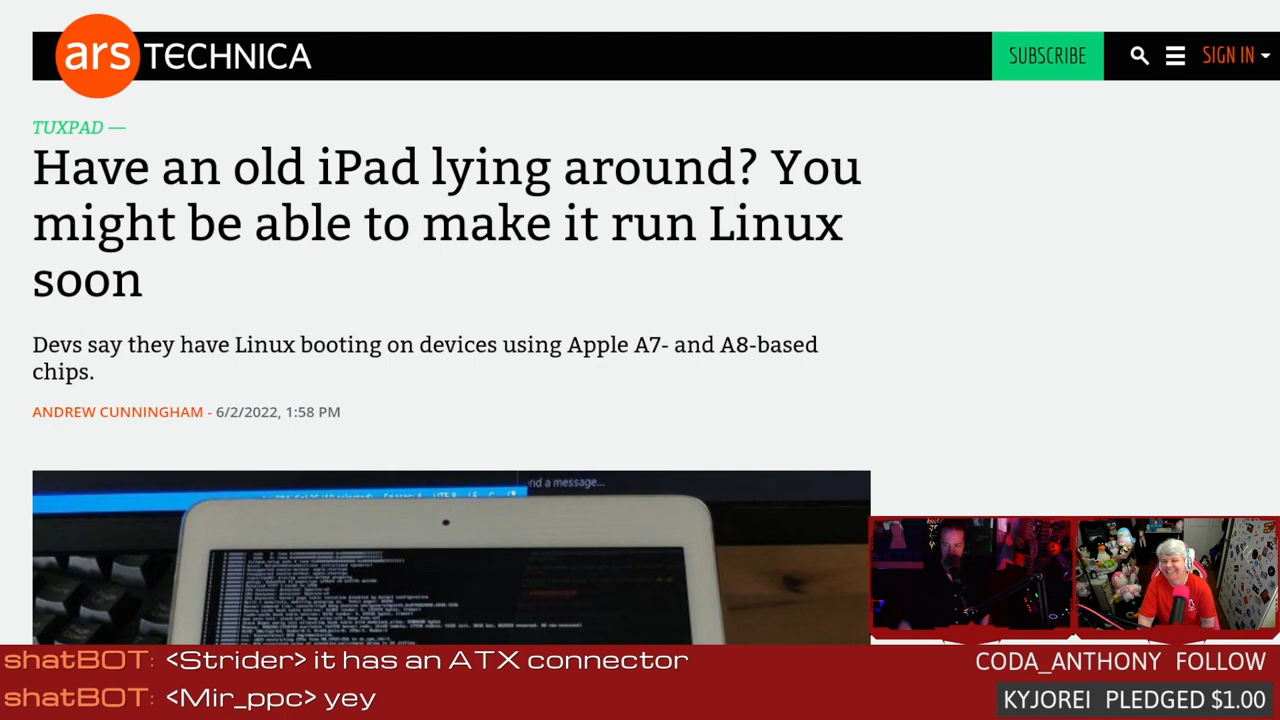 ars TECHNICA
SUBSCRIBE
SIGN IN
TUXPAD —
Have an old iPad lying around? You
might be able to make it run Linux
soon
Devs say they have Linux booting on devices using Apple A7- and A8-based
chips.
ANDREW CUNNINGHAM - 6/2/2022, 1:58 PM
nd a message...
shatBOT: <Strider> it has an ATX connector
CODA_ANTHONY FOLLOW
shatBOT: <Mir_ppc> yey
KYJOREI PLEDGED $1.00